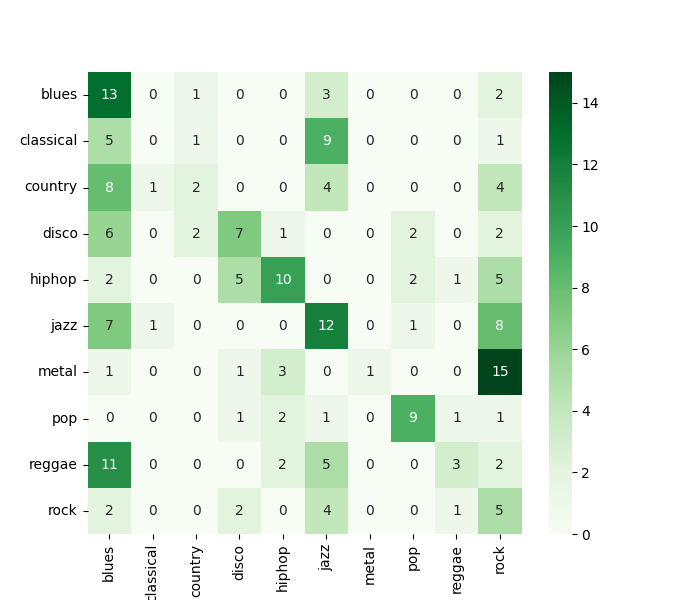 blues 13 0 1 0 0 3 0 0 0 2
classical 5 0 1 0 0 9 0 0 0 1
country 8 1 2 0 0 4 0 0 0 4
disco 6 0 2 7 1 0 0 2 0 2
hiphop 2 0 0 5 10 0 0 2 1 5
jazz 7 1 0 0 0 12 0 1 0 8
metal 1 0 0 1 3 0 1 0 0 15
pop 0 0 0 1 2 1 0 9 1 1
reggae 11 0 0 0 2 5 0 0 3 2
rock 2 0 0 2 0 4 0 0 1 5
blues classical country disco hiphop jazz metal pop reggae rock
14
12
10
8
6
4
2
0